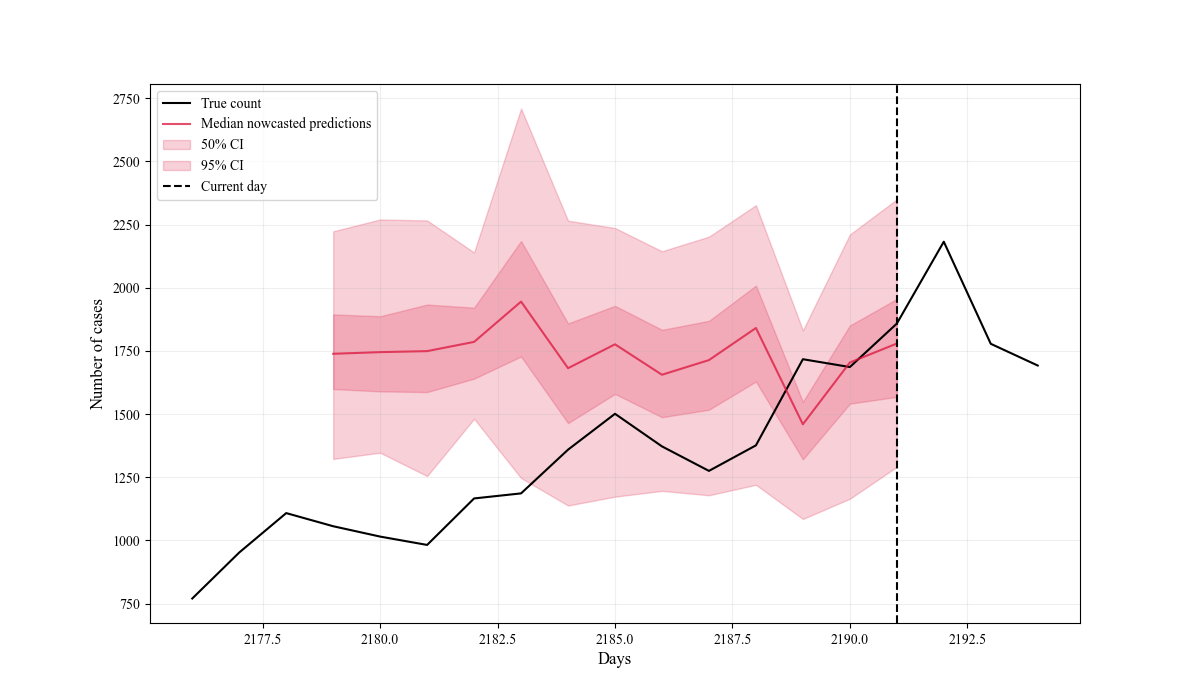 True count
Median nowcasted predictions
50% CI
95% CI
Current day
2750
2500
2250
2000
1750
1500
1250
1000
750
Number of cases
2177.5
2180.0
2182.5
2185.0
2187.5
2190.0
2192.5
Days